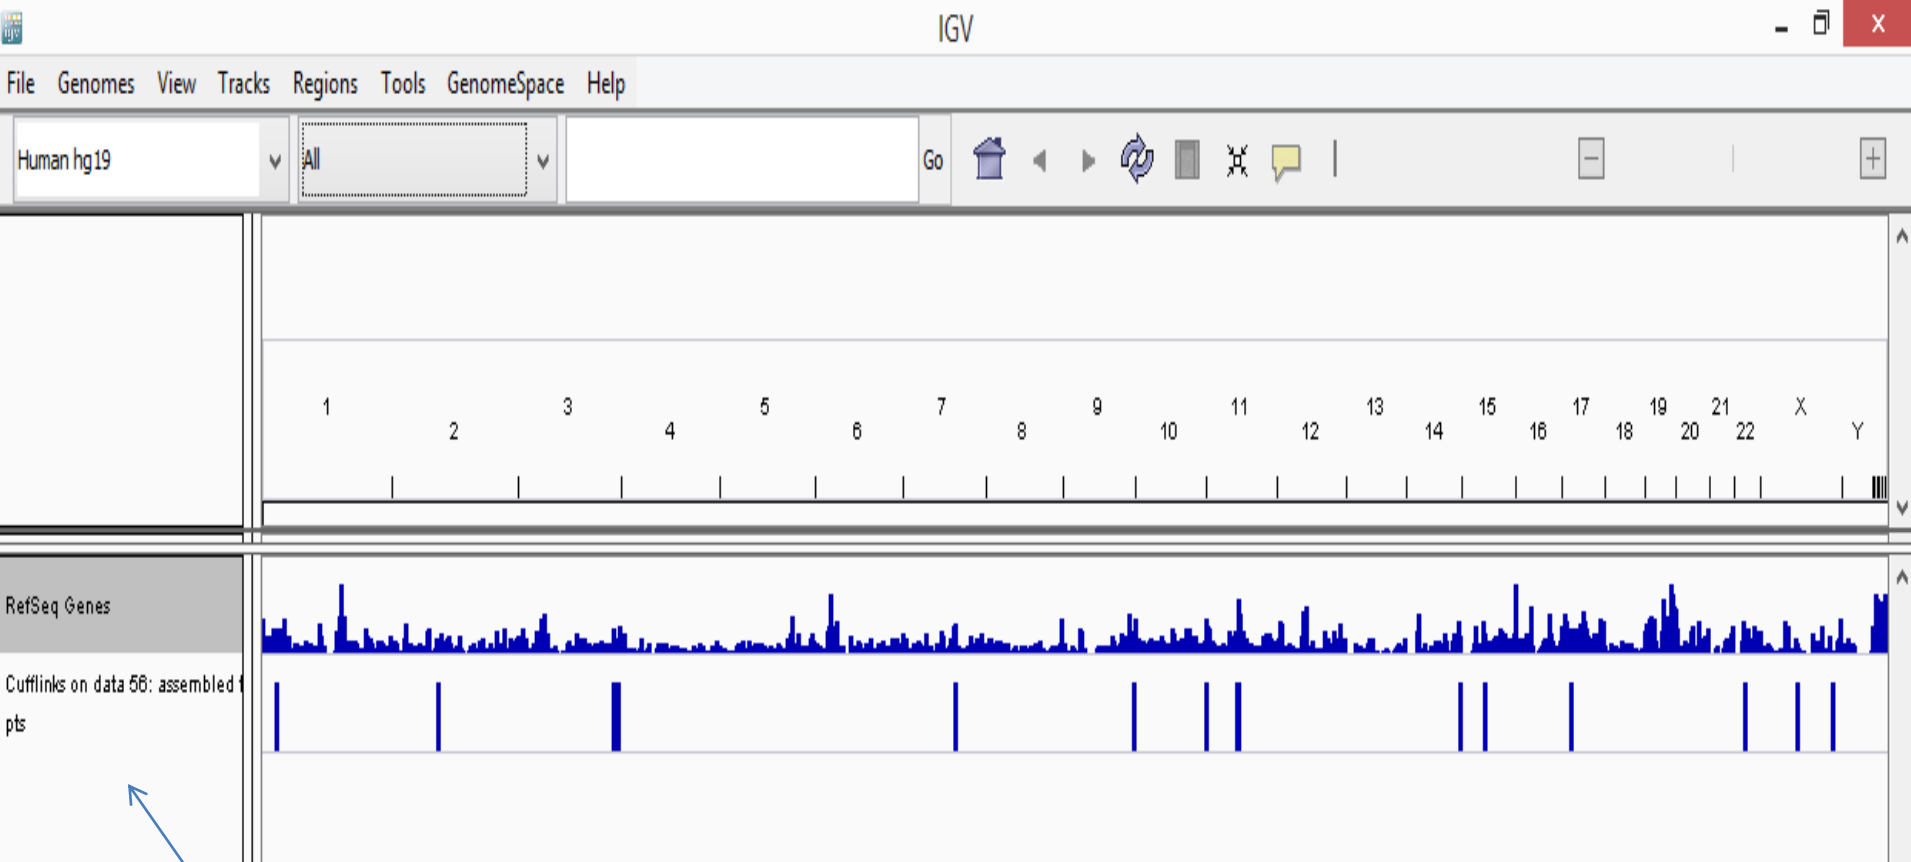 IGV
File Genomes View Tracks Regions Tools GenomeSpace Help
Human hg19 All Go
1 3 5 7 9 11 13 15 17 19 21 X
2 4 6 8 10 12 14 16 18 20 22 Y
RefSeq Genes
Cufflinks on data 56: assembled t
pts